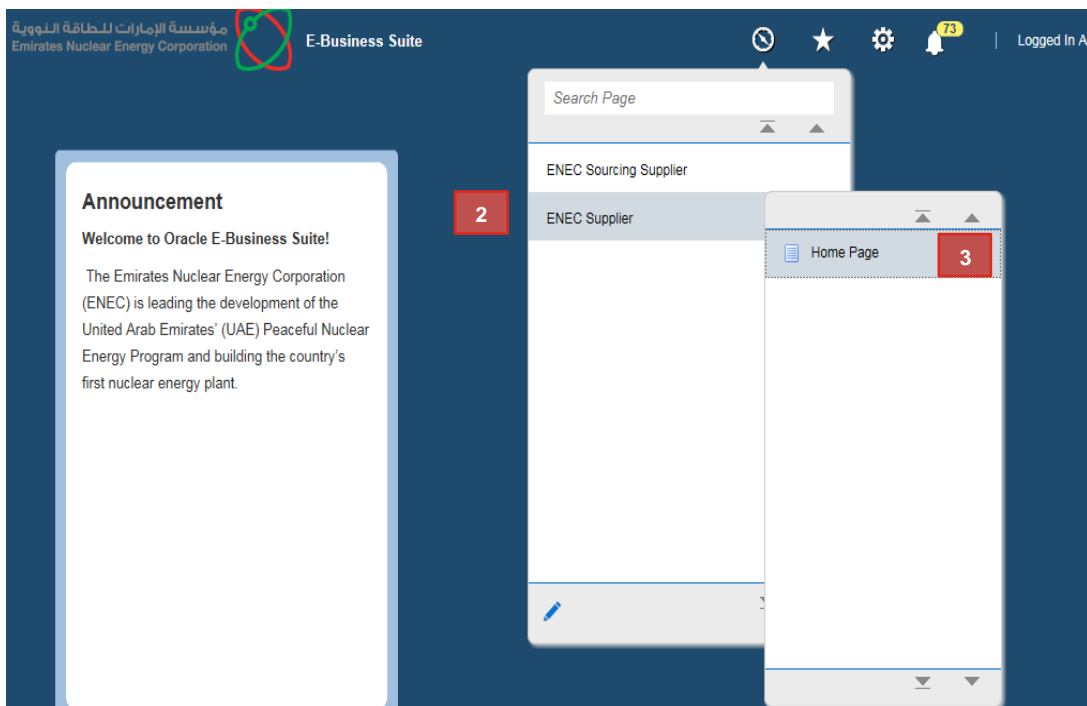 مؤسسة الإمارات للطاقة النووية
Emirates Nuclear Energy Corporation
E-Business Suite
73
Logged In A
Search Page
ENEC Sourcing Supplier
2
ENEC Supplier
Home Page
3
Announcement
Welcome to Oracle E-Business Suite!
The Emirates Nuclear Energy Corporation
(ENEC) is leading the development of the
United Arab Emirates' (UAE) Peaceful Nuclear
Energy Program and building the country's
first nuclear energy plant.